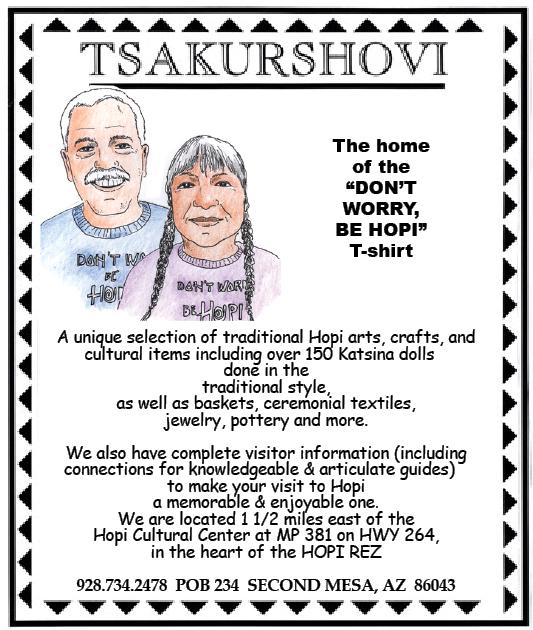 TSAKURSHOVI
The home
of the
“DON’T
WORRY,
BE HOPI”
T-shirt
DON'T WO
BE
HOPI
DON'T WORR
BE HOPI
A unique selection of traditional Hopi arts, crafts, and
cultural items including over 150 Katsina dolls
done in the
traditional style,
as well as baskets, ceremonial textiles,
jewelry, pottery and more.
We also have complete visitor information (including
connections for knowledgeable & articulate guides)
to make your visit to Hopi
a memorable & enjoyable one.
We are located 1 1/2 miles east of the
Hopi Cultural Center at MP 381 on HWY 264,
in the heart of the HOPI REZ
928.734.2478 POB 234 SECOND MESA, AZ 86043